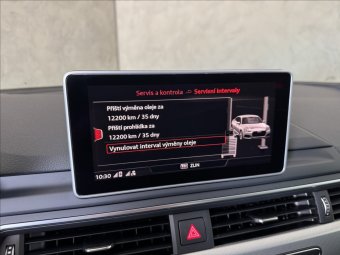 Servis a kontrola Servisní intervaly
Příští výměna oleje za
12200 km / 35 dny
Příští prohlídka za
12200 km / 35 dny
Vynulovat interval výměny oleje
10:30 ZLIN